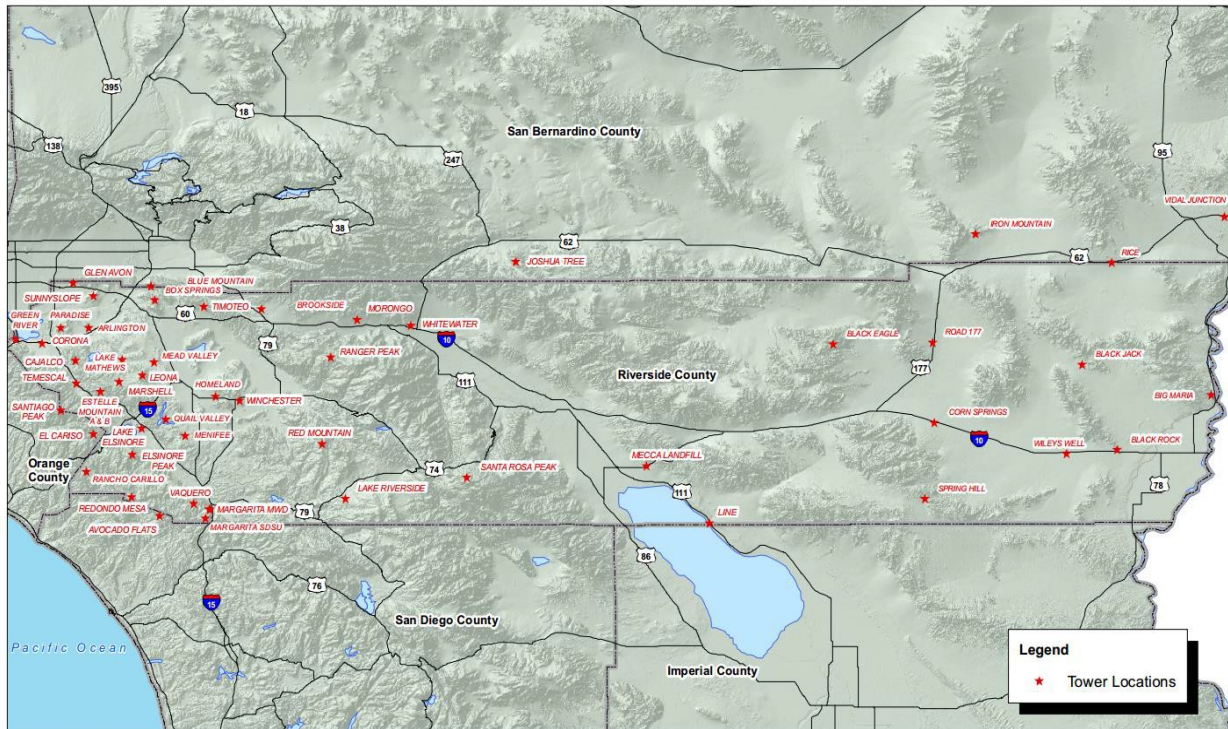 395
18
138
San Bernardino County
247
95
VIDAL JUNCTION
38
IRON MOUNTAIN
62
JOSHUA TREE
62
RICE
GLEN AVON
BLUE MOUNTAIN
BOX SPRINGS
SUNNYSLOPE
TIMOTEO
BROOKSIDE
MORONGO
GREEN
RIVER
PARADISE
60
ARLINGTON
WHITEWATER
CORONA
79
10
BLACK EAGLE
ROAD 177
CAJALCO
LAKE
MATHEWS
MEAD VALLEY
RANGER PEAK
BLACK JACK
177
TEMESCAL
LEONA
HOMELAND
111
Riverside County
MARSHELL
WINCHESTER
BIG MARIA
SANTIAGO
PEAK
ESTELLE
MOUNTAIN
A & B
15
QUAIL VALLEY
CORN SPRINGS
EL CARISO
LAKE
ELSINORE
MENIFEE
RED MOUNTAIN
10
WILEYS WELL
BLACK ROCK
Orange
County
ELSINORE
PEAK
MECCA LANDFILL
74
SANTA ROSA PEAK
RANCHO CARILLO
78
VAQUERO
LAKE RIVERSIDE
111
SPRING HILL
REDONDO MESA
MARGARITA MWD
79
AVOCADO FLATS
MARGARITA SDSU
LINE
86
76
15
San Diego County
Pacific Ocean
Imperial County
Legend
Tower Locations